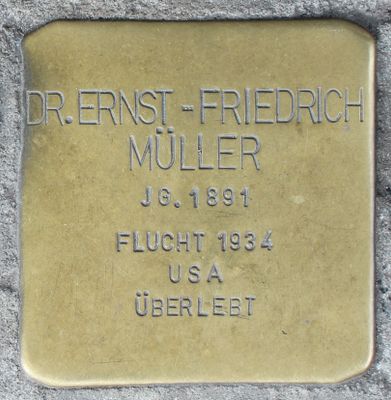 DR. ERNST-FRIEDRICH
MÜLLER
JG. 1891
FLUCHT 1934
USA
ÜBERLEBT